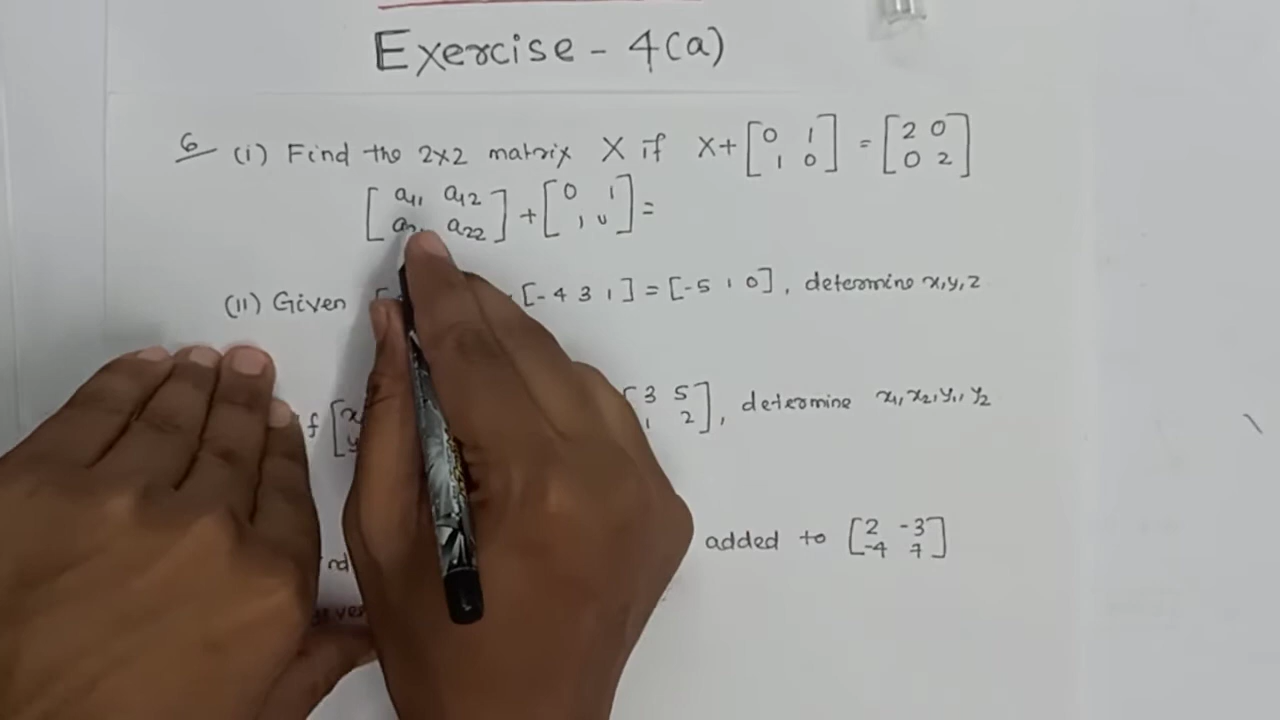 Exercise - 4(a)
6 (i) Find the 2x2 matrix X if X+[0 1 = [2 0
1 0] 0 2]
[a11 a12 + [0 1 =
a22] 1 0]
(II) Given [-4 3 1] = [-5 1 0], determine x,y,z
f [x 3 5
y 1 2], determine x1, x2, y1, y2
added to [2 -3
-4 7]